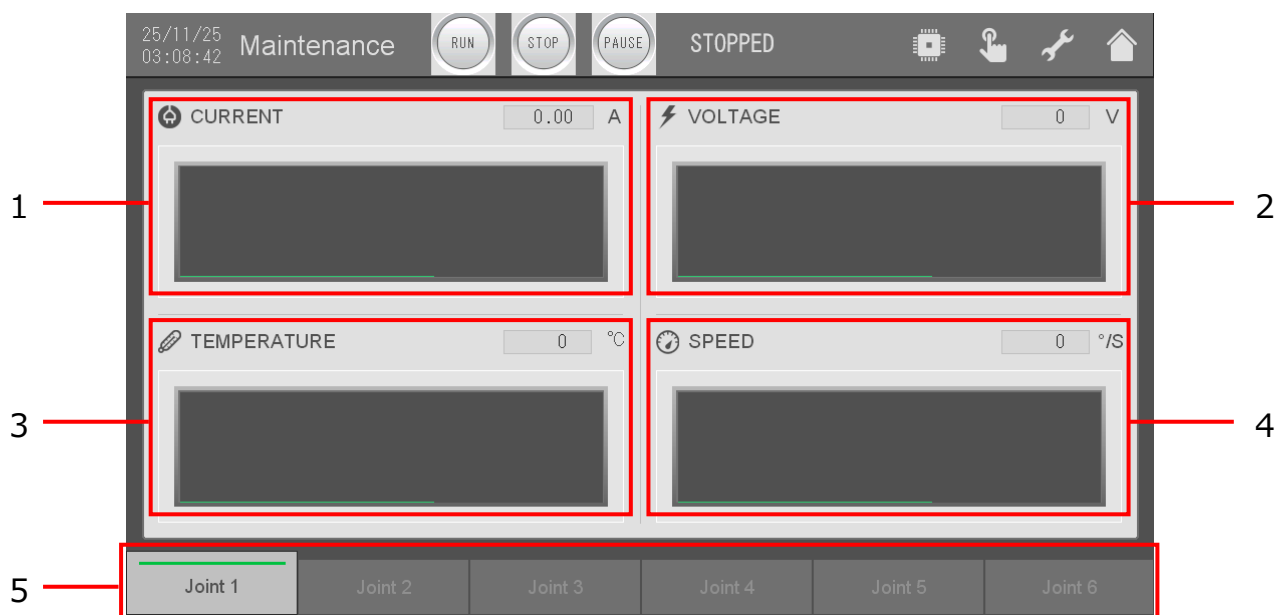 25/11/25
03:08:42
Maintenance
RUN
STOP
PAUSE
STOPPED
CURRENT 0.00 A
VOLTAGE 0 V
1
2
TEMPERATURE 0 °C
SPEED 0 °/S
3
4
5
Joint 1
Joint 2
Joint 3
Joint 4
Joint 5
Joint 6